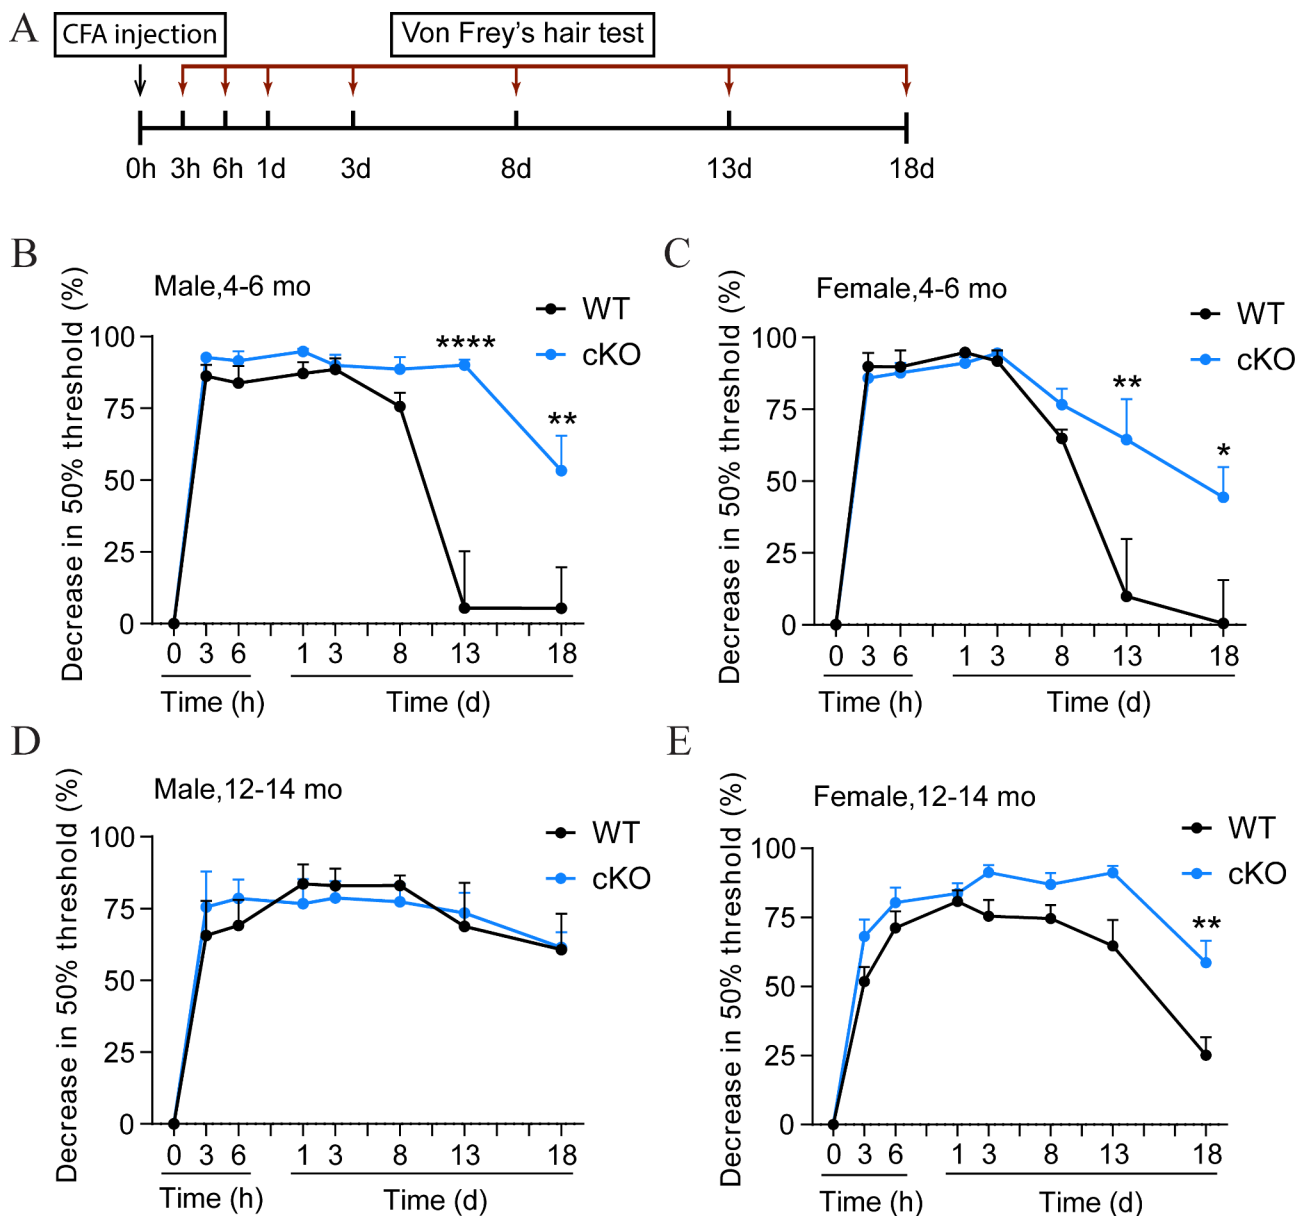 A
CFA injection
Von Frey's hair test
0h 3h 6h 1d 3d 8d 13d 18d
B
Male,4-6 mo
WT
cKO
Decrease in 50% threshold (%)
100
75
50
25
0
****
**
0 3 6 1 3 8 13 18
Time (h) Time (d)
C
Female,4-6 mo
WT
cKO
Decrease in 50% threshold (%)
100
75
50
25
0
**
*
0 3 6 1 3 8 13 18
Time (h) Time (d)
D
Male,12-14 mo
WT
cKO
Decrease in 50% threshold (%)
100
75
50
25
0
0 3 6 1 3 8 13 18
Time (h) Time (d)
E
Female,12-14 mo
WT
cKO
Decrease in 50% threshold (%)
100
75
50
25
0
**
0 3 6 1 3 8 13 18
Time (h) Time (d)